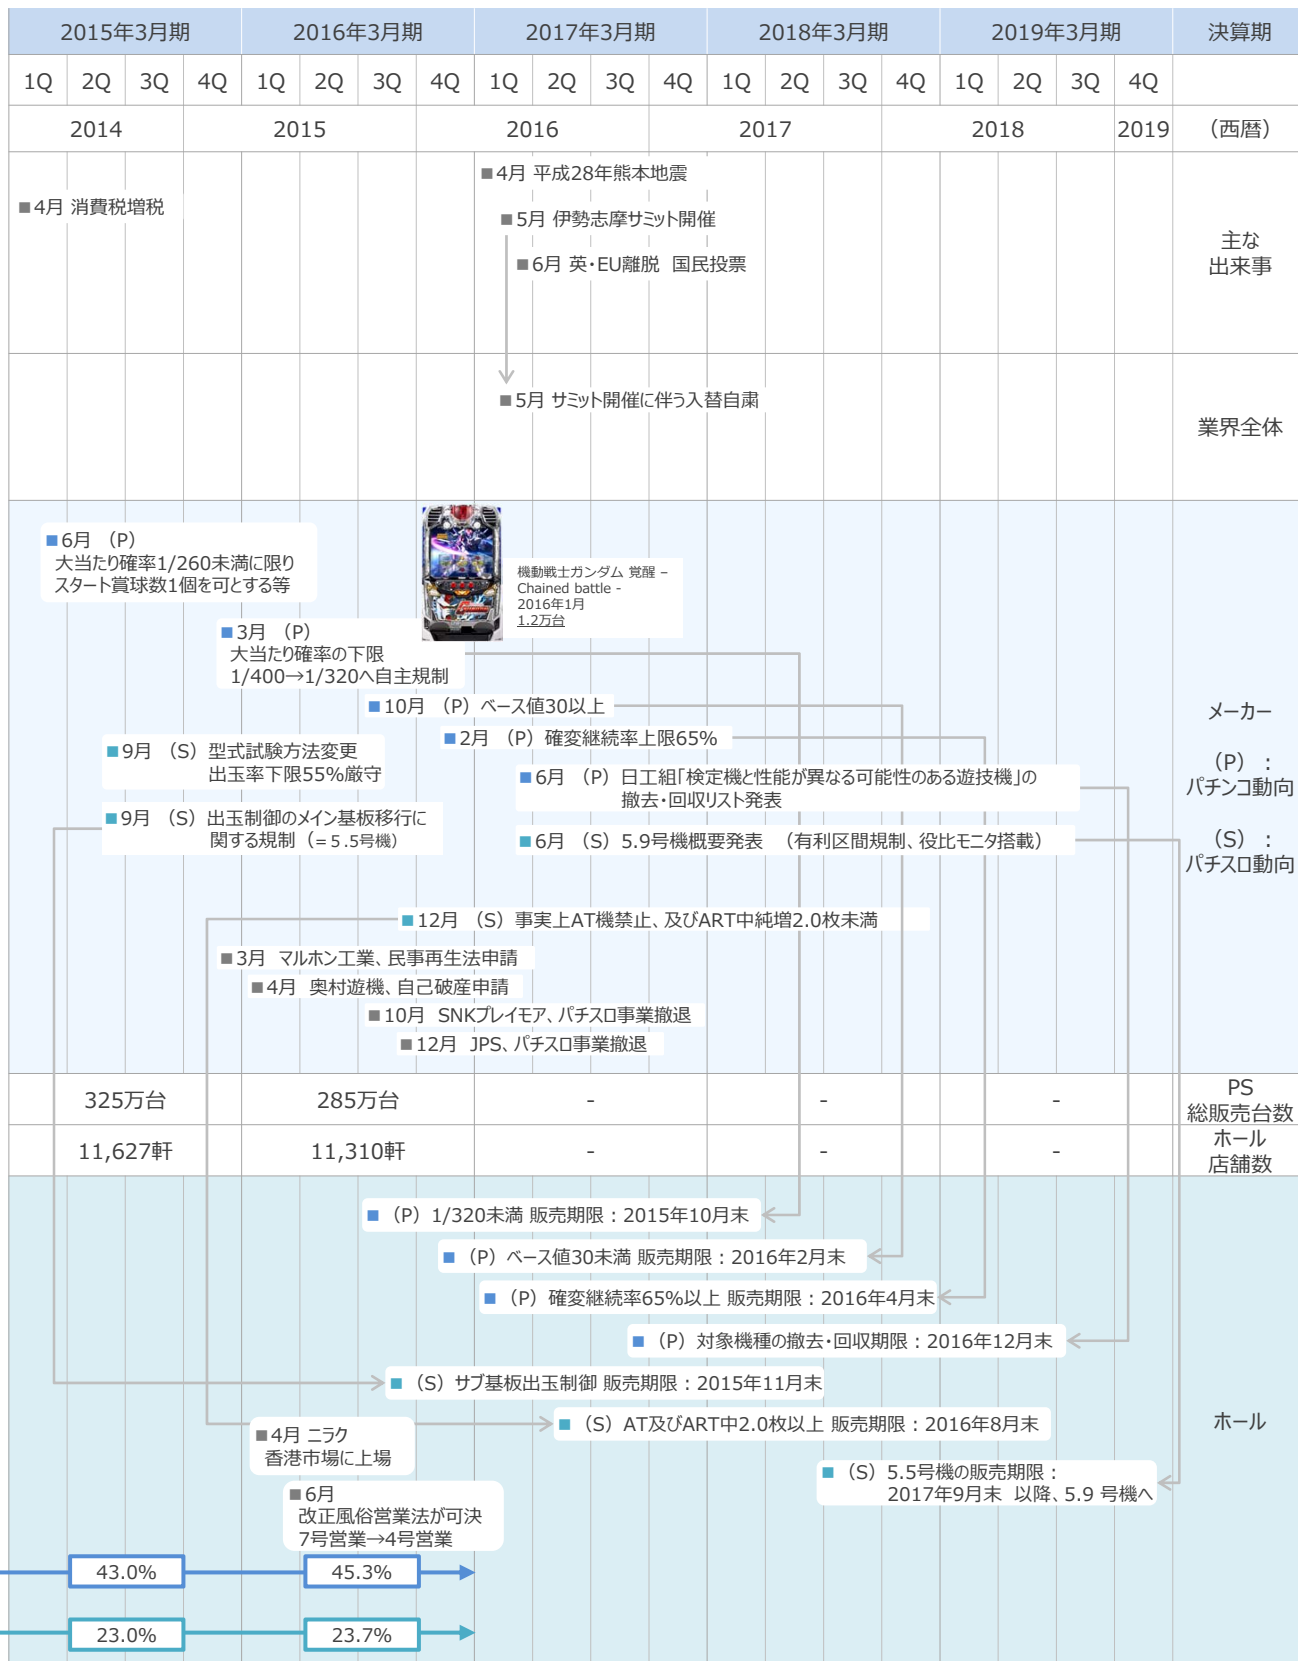 2015年3月期 2016年3月期 2017年3月期 2018年3月期 2019年3月期 決算期
1Q 2Q 3Q 4Q 1Q 2Q 3Q 4Q 1Q 2Q 3Q 4Q 1Q 2Q 3Q 4Q 1Q 2Q 3Q 4Q
2014 2015 2016 2017 2018 2019 （西暦）
■4月 平成28年熊本地震
■4月 消費税増税
■5月 伊勢志摩サミット開催
■6月 英・EU離脱 国民投票
主な
出来事
■5月 サミット開催に伴う入替自粛
業界全体
■6月 （P）
大当たり確率1/260未満に限り
スタート賞球数1個を可とする等
機動戦士ガンダム 覚醒 –
Chained battle -
2016年1月
1.2万台
■3月 （P）
大当たり確率の下限
1/400→1/320へ自主規制
■10月 （P）ベース値30以上
■2月 （P）確変継続率上限65%
■9月 （S）型式試験方法変更
出玉率下限55%厳守
■6月 （P）日工組「検定機と性能が異なる可能性のある遊技機」の
撤去・回収リスト発表
■9月 （S）出玉制御のメイン基板移行に
関する規制（＝5.5号機）
■6月 （S）5.9号機概要発表 （有利区間規制、役比モニタ搭載）
メーカー
（P）：
パチンコ動向
（S）：
パチスロ動向
■12月 （S）事実上AT機禁止、及びART中純増2.0枚未満
■3月 マルホン工業、民事再生法申請
■4月 奥村遊機、自己破産申請
■10月 SNKプレイモア、パチスロ事業撤退
■12月 JPS、パチスロ事業撤退
325万台 285万台 - - - PS
総販売台数
11,627軒 11,310軒 - - - ホール
店舗数
■ （P）1/320未満 販売期限：2015年10月末
■ （P）ベース値30未満 販売期限：2016年2月末
■ （P）確変継続率65%以上 販売期限：2016年4月末
■ （P）対象機種の撤去・回収期限：2016年12月末
■ （S）サブ基板出玉制御 販売期限：2015年11月末
■ （S）AT及びART中2.0枚以上 販売期限：2016年8月末
ホール
■4月 ニラク
香港市場に上場
■ （S）5.5号機の販売期限：
2017年9月末 以降、5.9 号機へ
■6月
改正風俗営業法が可決
7号営業→4号営業
43.0% 45.3%
23.0% 23.7%